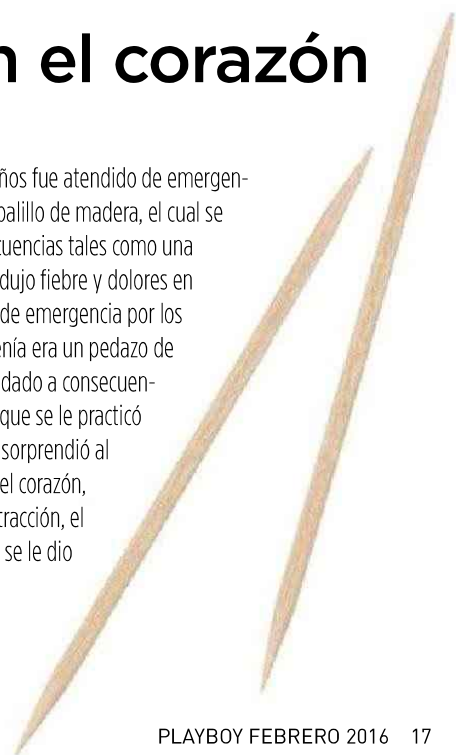 n el corazón
ños fue atendido de emergen-
palillo de madera, el cual se
cuencias tales como una
dujo fiebre y dolores en
de emergencia por los
enía era un pedazo de
dado a consecuen-
que se le practicó
sorprendió al
el corazón,
tracción, el
se le dio
PLAYBOY FEBRERO 2016 17